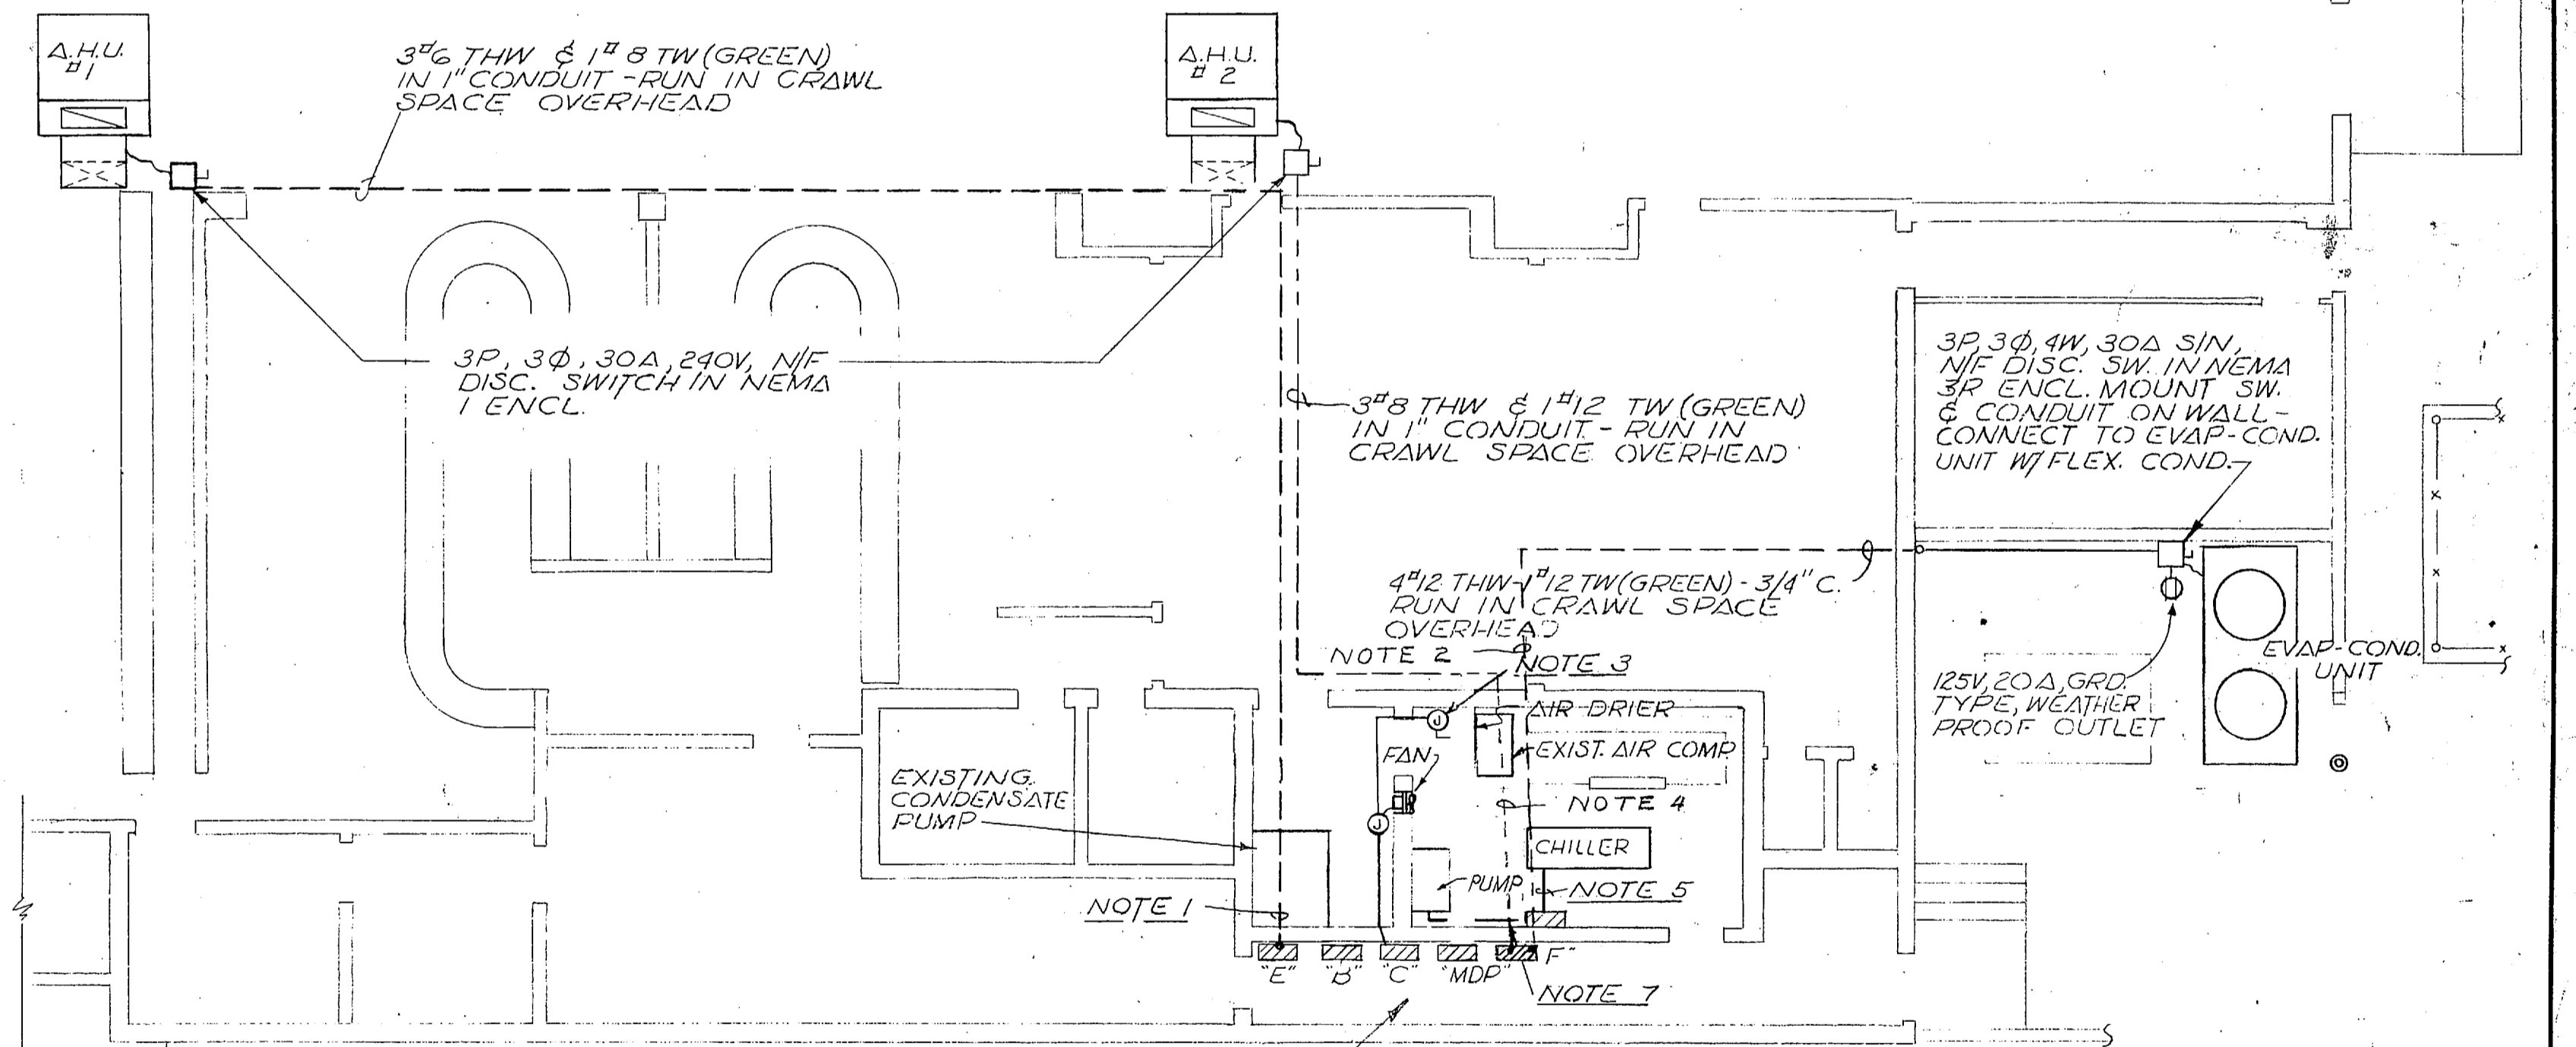 A.H.U.
#1
3#6 THW & 1#8 TW (GREEN)
IN 1" CONDUIT - RUN IN CRAWL
SPACE OVERHEAD
A.H.U.
# 2
3P, 3Φ, 30A, 240V, N/F
DISC. SWITCH IN NEMA
1 ENCL.
3#8 THW & 1#12 TW (GREEN)
IN 1" CONDUIT - RUN IN
CRAWL SPACE OVERHEAD
3P, 3Φ, 4W, 30A S/N,
N/F DISC. SW. IN NEMA
3R ENCL. MOUNT SW.
& CONDUIT ON WALL -
CONNECT TO EVAP-COND.
UNIT W/ FLEX. COND.
4#12 THW-1#12 TW (GREEN) - 3/4" C.
RUN IN CRAWL SPACE
OVERHEAD
NOTE 2
NOTE 3
EVAP-COND.
UNIT
125V, 20A, GRD.
TYPE, WEATHER
PROOF OUTLET
J
AIR DRIER
FAN
EXIST. AIR COMP.
EXISTING
CONDENSATE
PUMP
NOTE 4
J
CHILLER
PUMP
NOTE 5
NOTE 1
"E"
"B"
"C"
"MDP"
F"
NOTE 7